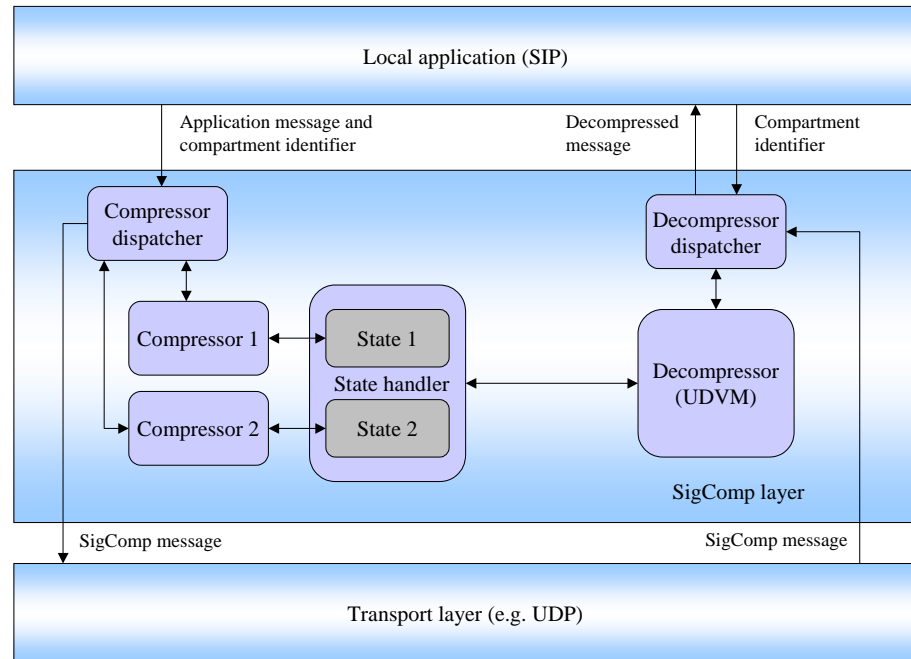 Local application (SIP)
Application message and
compartment identifier
Decompressed
message
Compartment
identifier
Compressor
dispatcher
Decompressor
dispatcher
Compressor 1
State 1
State handler
Decompressor
(UDVM)
Compressor 2
State 2
SigComp layer
SigComp message
SigComp message
Transport layer (e.g. UDP)